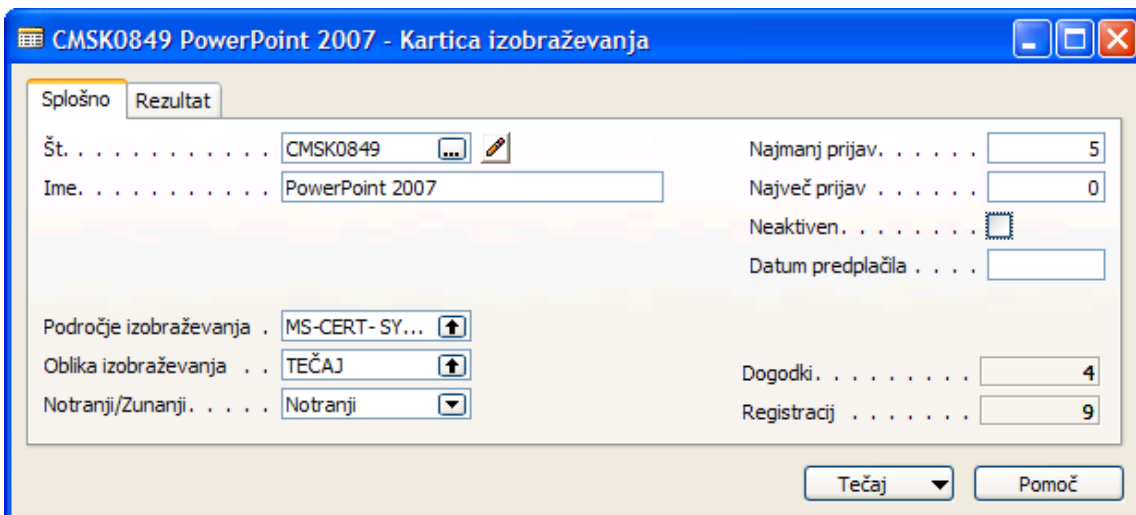 CMSK0849 PowerPoint 2007 - Kartica izobraževanja
Splošno Rezultat
Št. . . . . . . . . . . . CMSK0849 ...
Ime. . . . . . . . . . . PowerPoint 2007
Področje izobraževanja . MS-CERT- SY...
Oblika izobraževanja . . TEČAJ
Notranji/Zunanji. . . . . Notranji
Najmanj prijav. . . . . . 5
Največ prijav . . . . . . 0
Neaktiven. . . . . . . .
Datum predplačila . . . .
Dogodki. . . . . . . . . 4
Registracij . . . . . . . 9
Tečaj Pomoč